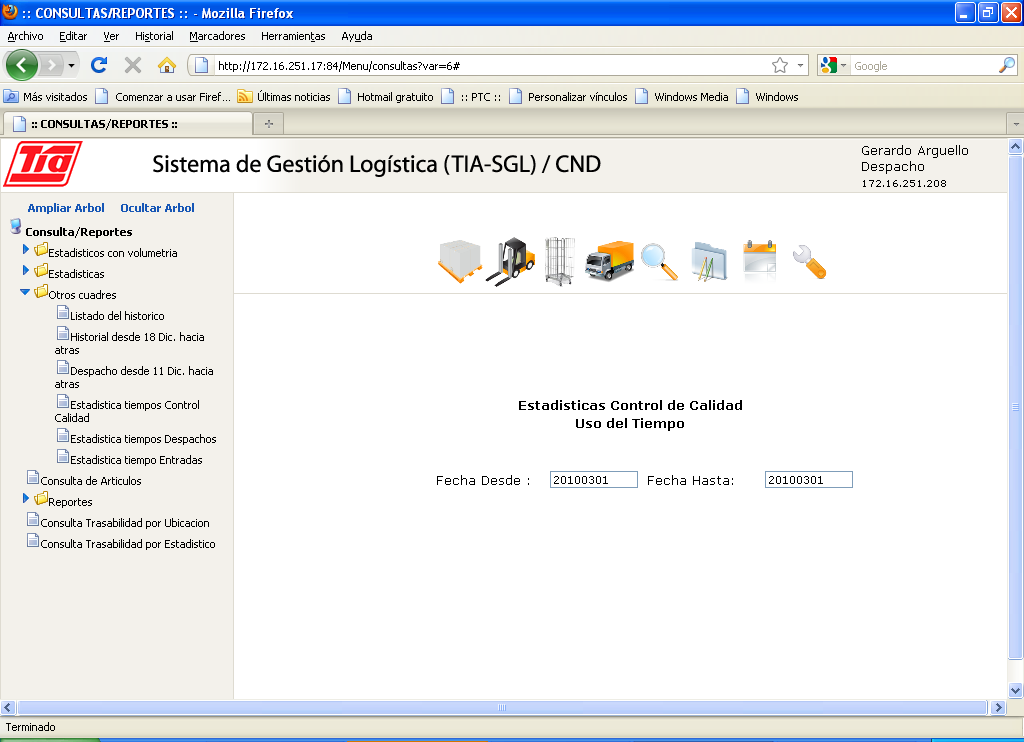 :: CONSULTAS/REPORTES :: - Mozilla Firefox
Archivo Editar Ver Historial Marcadores Herramientas Ayuda
http://172.16.251.17:84/Menu/consultas?var=6#
Google
Más visitados Comenzar a usar Firef... Últimas noticias Hotmail gratuito :: PTC :: Personalizar vínculos Windows Media Windows
:: CONSULTAS/REPORTES ::
Tia Sistema de Gestión Logística (TIA-SGL) / CND
Gerardo Arguello
Despacho
172.16.251.208
Ampliar Arbol Ocultar Arbol
Consulta/Reportes
Estadisticos con volumetria
Estadisticas
Otros cuadres
Listado del historico
Historial desde 18 Dic. hacia
atras
Despacho desde 11 Dic. hacia
atras
Estadistica tiempos Control
Calidad
Estadistica tiempos Despachos
Estadistica tiempo Entradas
Consulta de Articulos
Reportes
Consulta Trasabilidad por Ubicacion
Consulta Trasabilidad por Estadistico
Estadisticas Control de Calidad
Uso del Tiempo
Fecha Desde : 20100301 Fecha Hasta: 20100301
Terminado